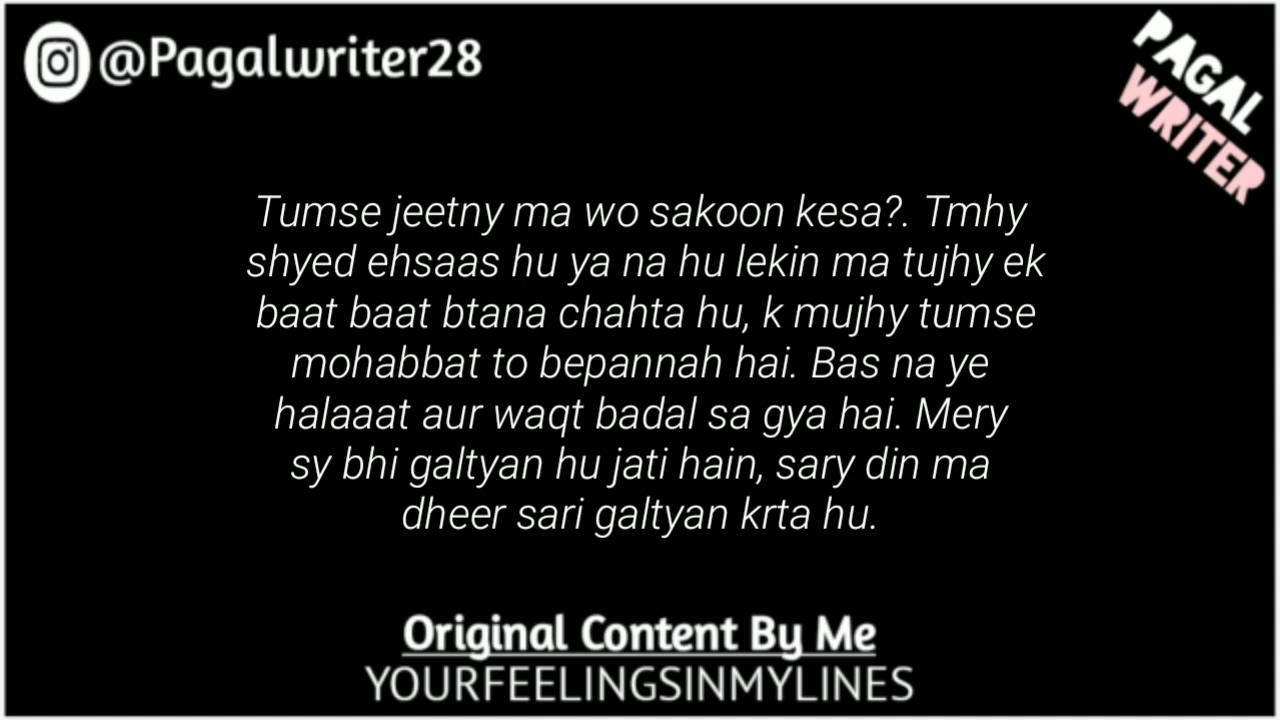 @Pagalwriter28
PAGAL
WRITER
Tumse jeetny ma wo sakoon kesa?. Tmhy
shyed ehsaas hu ya na hu lekin ma tujhy ek
baat baat btana chahta hu, k mujhy tumse
mohabbat to bepannah hai. Bas na ye
halaaat aur waqt badal sa gya hai. Mery
sy bhi galtyan hu jati hain, sary din ma
dheer sari galtyan krta hu.
Original Content By Me
YOURFEELINGSINMYLINES